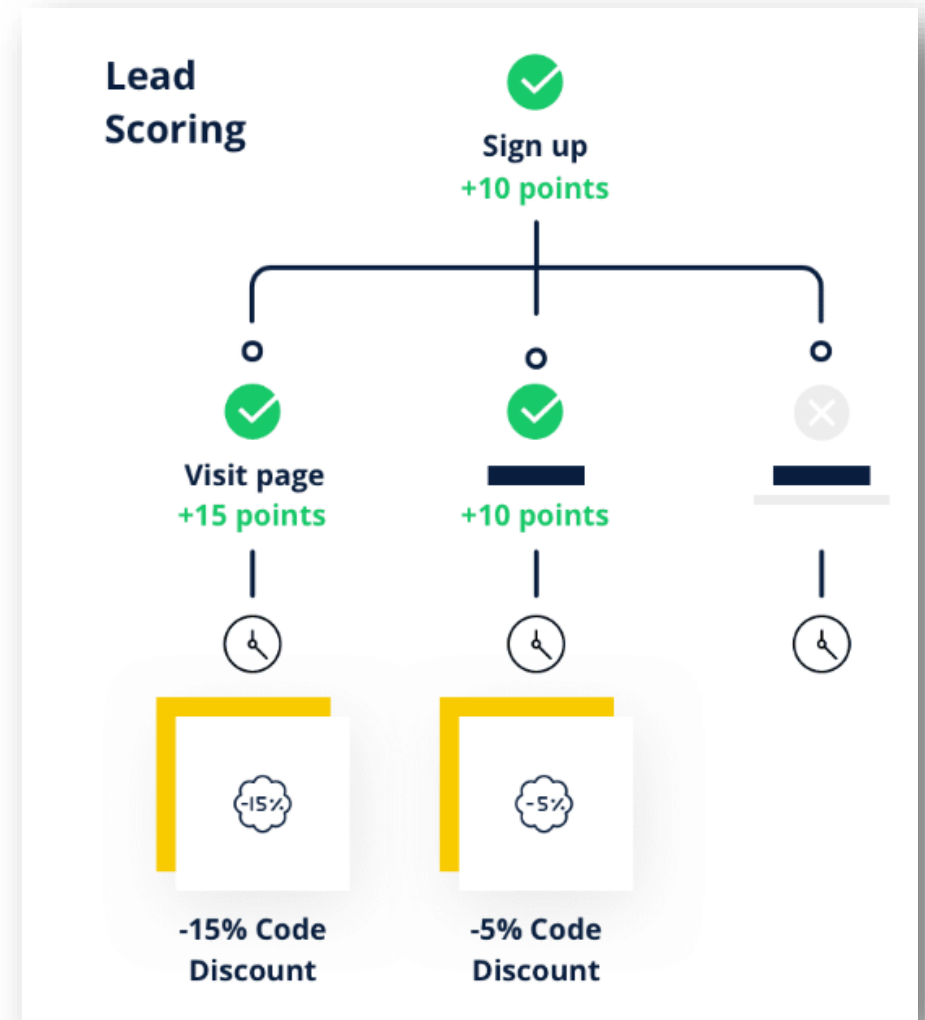 Lead
Scoring
Sign up
+10 points
Visit page
+15 points
+10 points
-15%
-5%
-15% Code
Discount
-5% Code
Discount